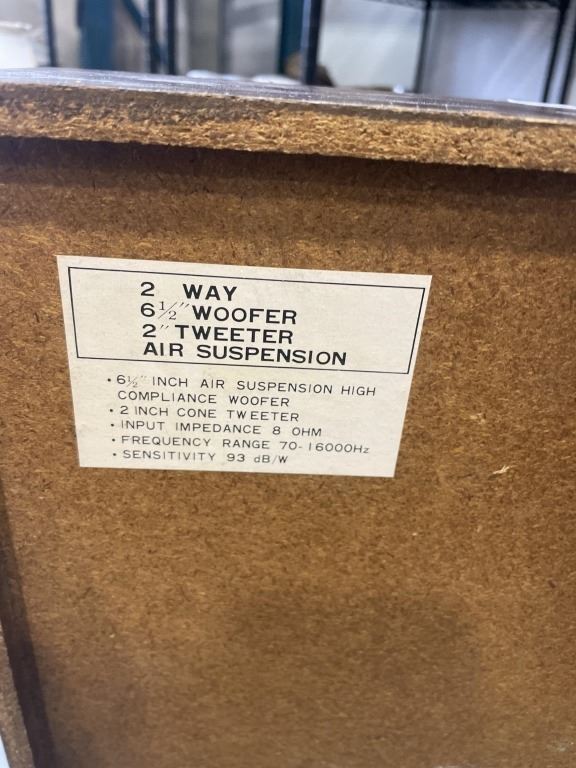 2 WAY
6½" WOOFER
2" TWEETER
AIR SUSPENSION
• 6½" INCH AIR SUSPENSION HIGH
COMPLIANCE WOOFER
• 2 INCH CONE TWEETER
• INPUT IMPEDANCE 8 OHM
• FREQUENCY RANGE 70-16000Hz
• SENSITIVITY 93 dB/W